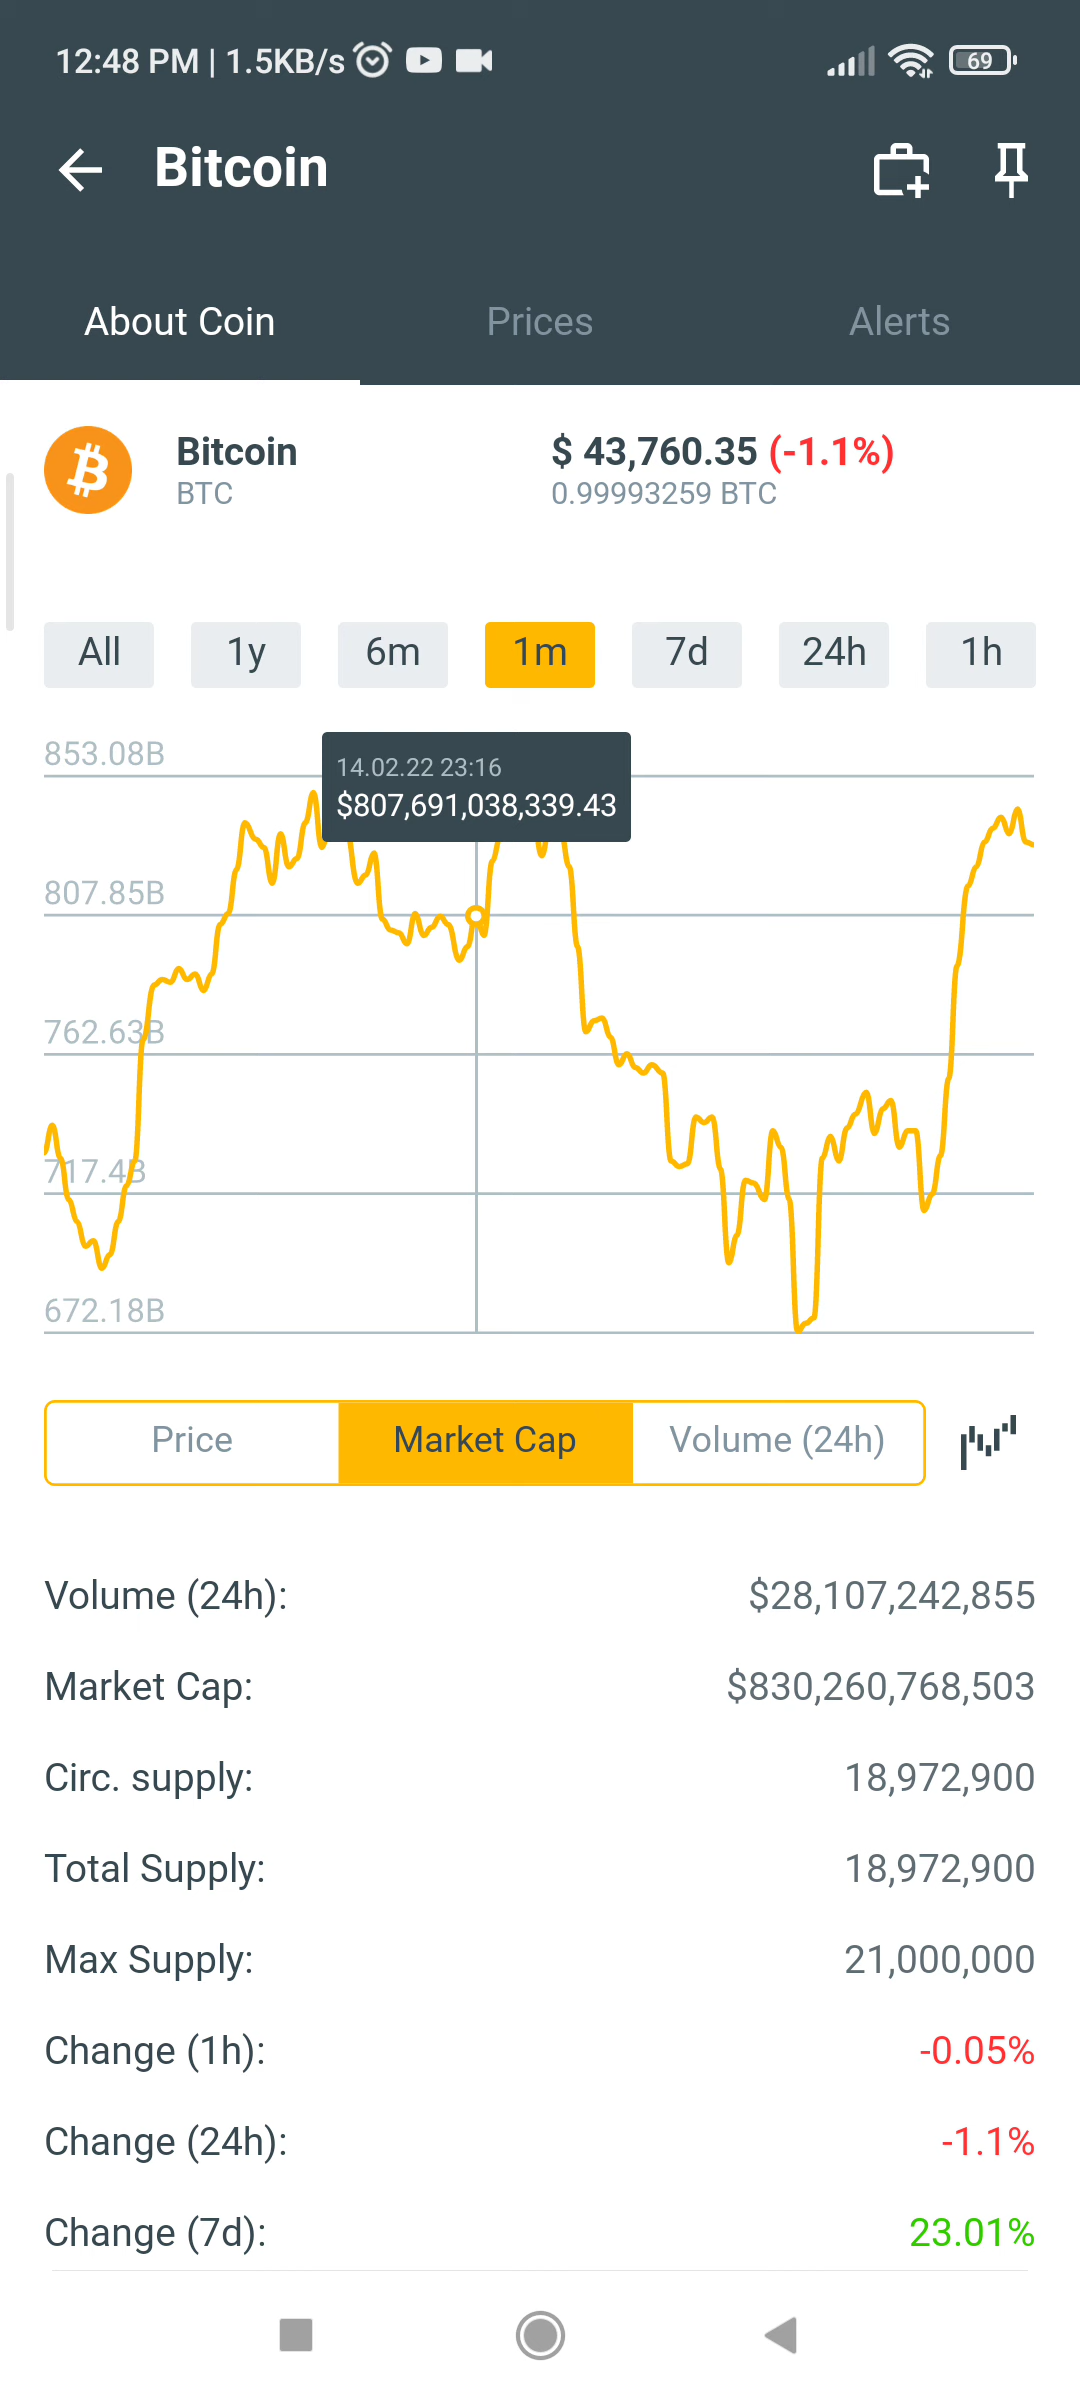 12:48 PM | 1.5KB/s
69
Bitcoin
About Coin
Prices
Alerts
Bitcoin
$ 43,760.35 (-1.1%)
BTC
0.99993259 BTC
All
1y
6m
1m
7d
24h
1h
853.08B
14.02.22 23:16
$807,691,038,339.43
807.85B
762.63B
717.4B
672.18B
Price
Market Cap
Volume (24h)
Volume (24h): $28,107,242,855
Market Cap: $830,260,768,503
Circ. supply: 18,972,900
Total Supply: 18,972,900
Max Supply: 21,000,000
Change (1h): -0.05%
Change (24h): -1.1%
Change (7d): 23.01%